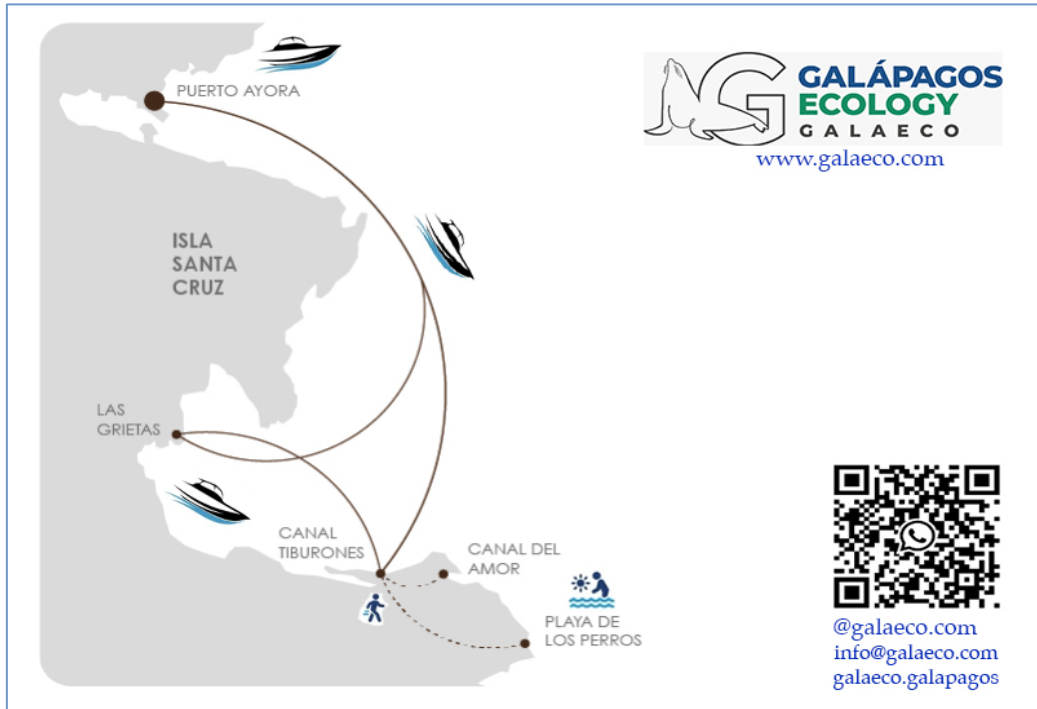 PUERTO AYORA
GALÁPAGOS
ECOLOGY
GALAECO
www.galaeco.com
ISLA
SANTA
CRUZ
LAS
GRIETAS
CANAL
TIBURONES
CANAL DEL
AMOR
PLAYA DE
LOS PERROS
@galaeco.com
info@galaeco.com
galaeco.galapagos